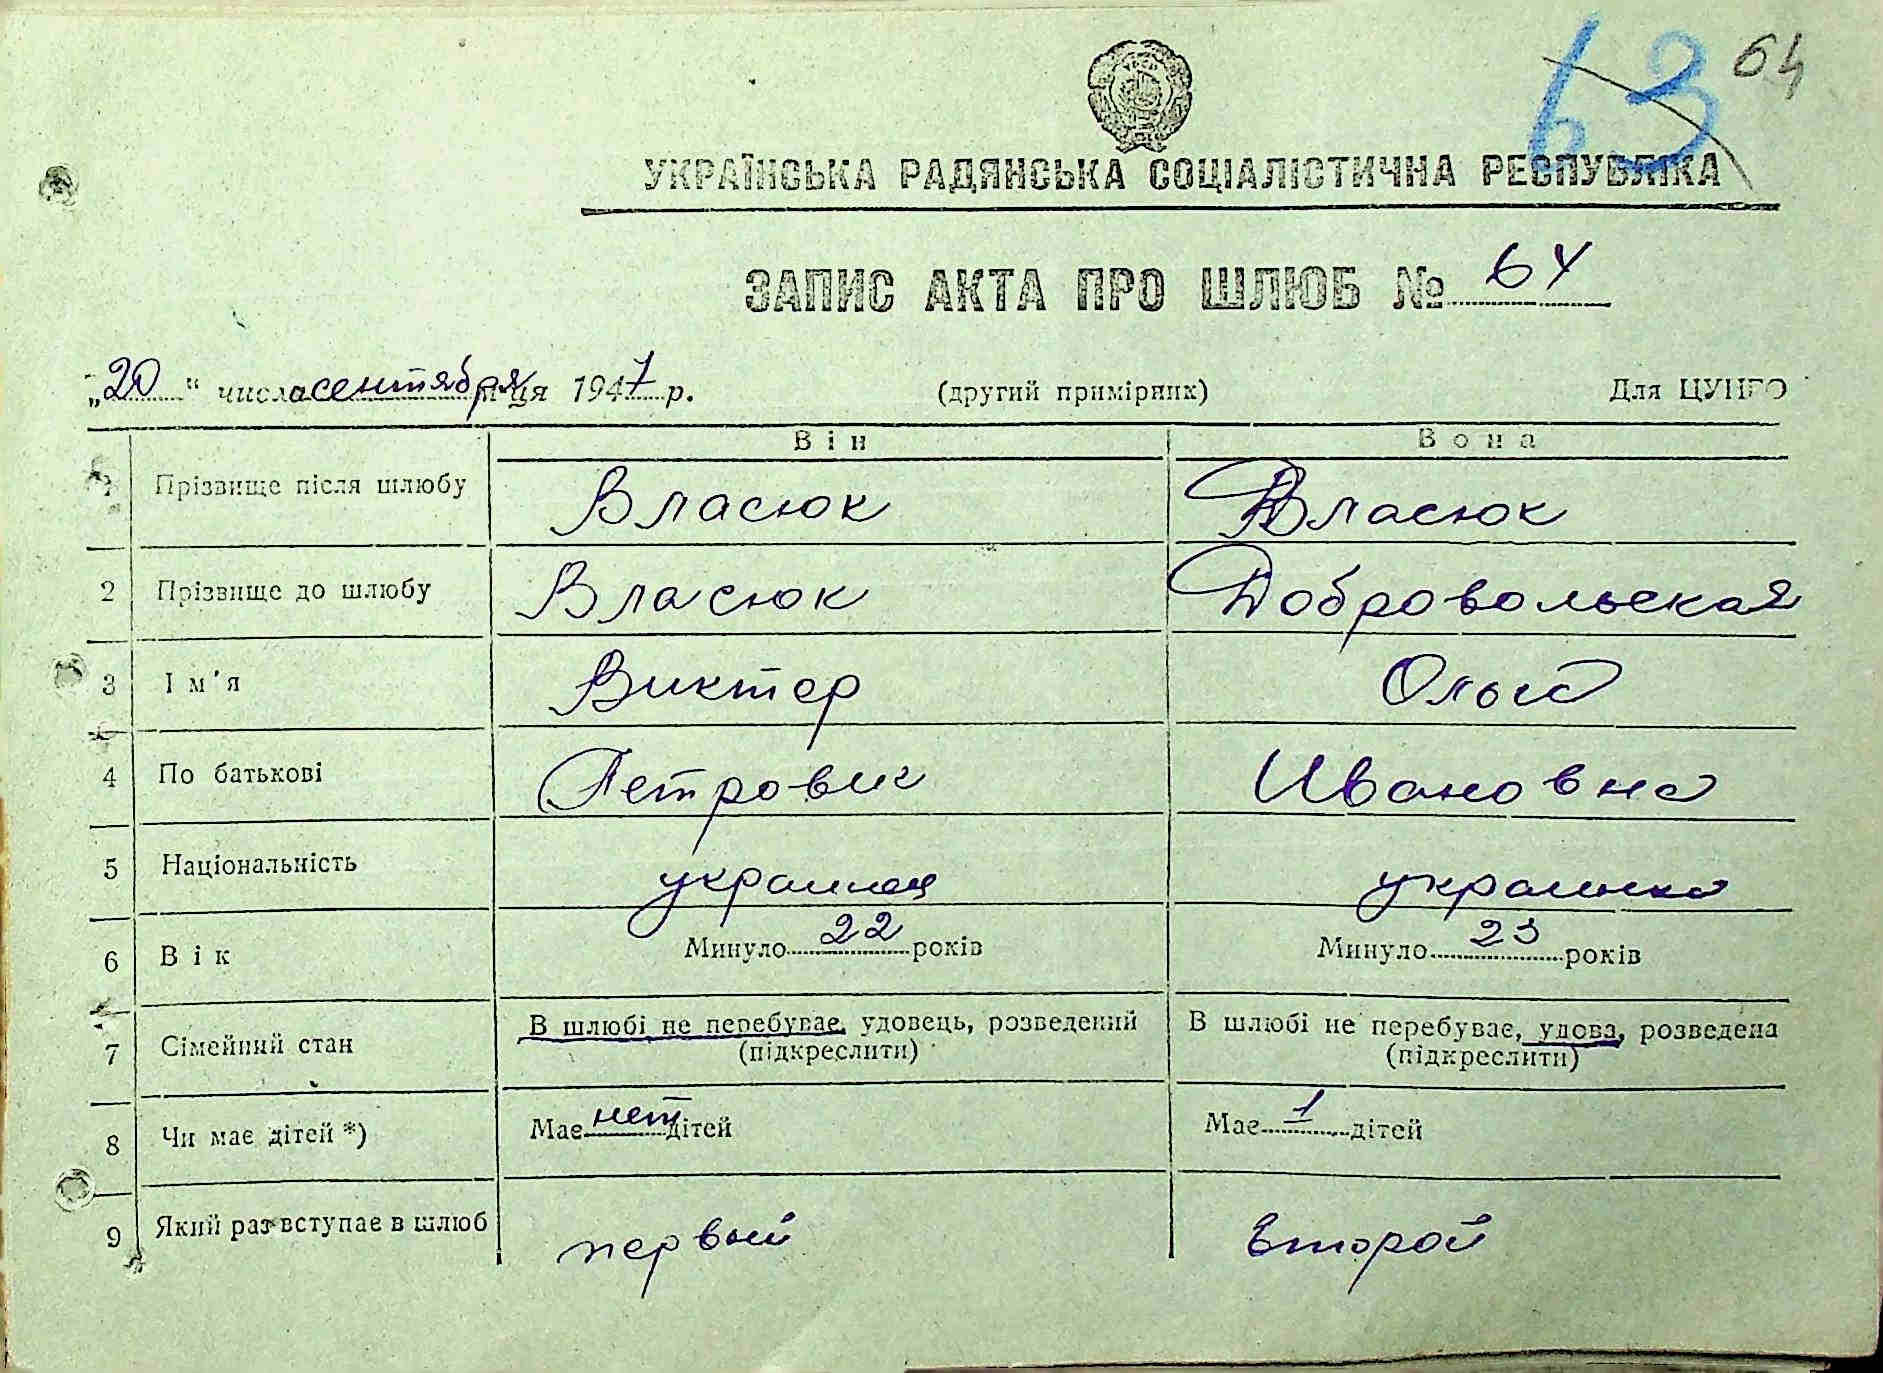 63 64
УРСР
УКРАЇНСЬКА РАДЯНСЬКА СОЦІАЛІСТИЧНА РЕСПУБЛІКА
ЗАПИС АКТА ПРО ШЛЮБ № 64
„20“ числа сентября місяця 1947 р. (другий примірник) Для ЦУНГО
Він Вона
1 Прізвище після шлюбу Власюк Власюк
2 Прізвище до шлюбу Власюк Добровольская
3 Ім'я Виктор Ольга
4 По батькові Петрович Ивановна
5 Національність украинец украинка
6 Вік Минуло 22 років Минуло 23 років
7 Сімейний стан В шлюбі не перебуває, удовець, розведений В шлюбі не перебуває, удова, розведена
(підкреслити) (підкреслити)
8 Чи має дітей *) Має нет дітей Має 1 дітей
9 Який раз вступає в шлюб первый второй